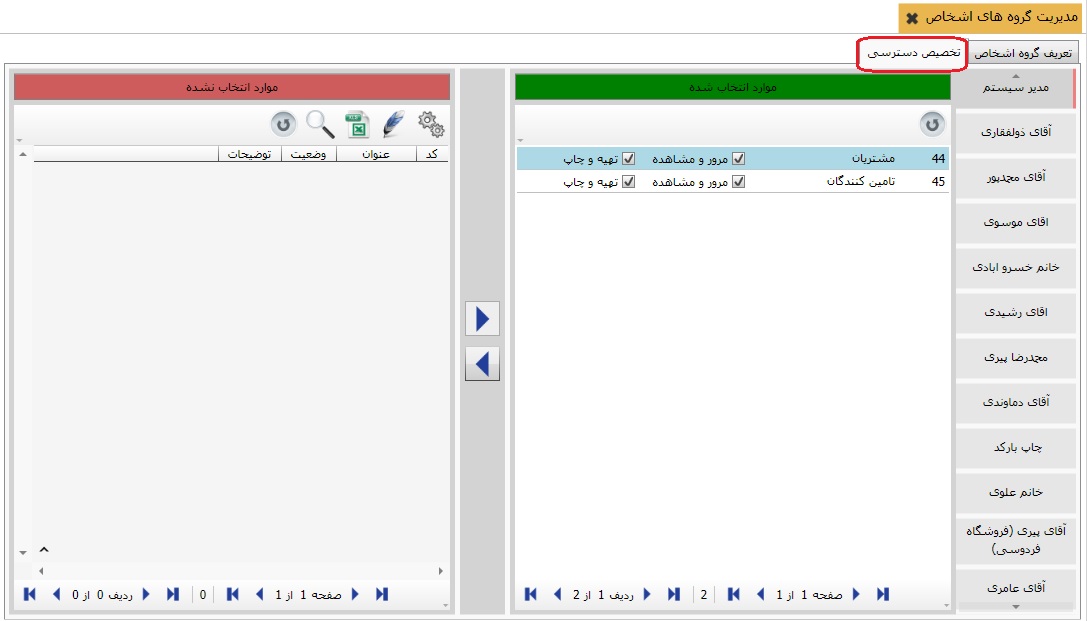 مدیریت گروه های اشخاص
تعریف گروه اشخاص
تخصیص دسترسی
مدیر سیستم
آقای ذولفقاری
آقای محمدپور
اقای موسوی
خانم خسرو ابادی
اقای رشیدی
محمدرضا پیری
آقای دماوندی
چاپ بارکد
خانم علوی
آقای پیری (فروشگاه
فردوسی)
آقای عامری
موارد انتخاب شده
44 مشتریان مرور و مشاهده تهیه و چاپ
45 تامین کنندگان مرور و مشاهده تهیه و چاپ
صفحه 1 از 1 2 ردیف 1 از 2
موارد انتخاب نشده
کد عنوان وضعیت توضیحات
صفحه 1 از 1 0 ردیف 0 از 0